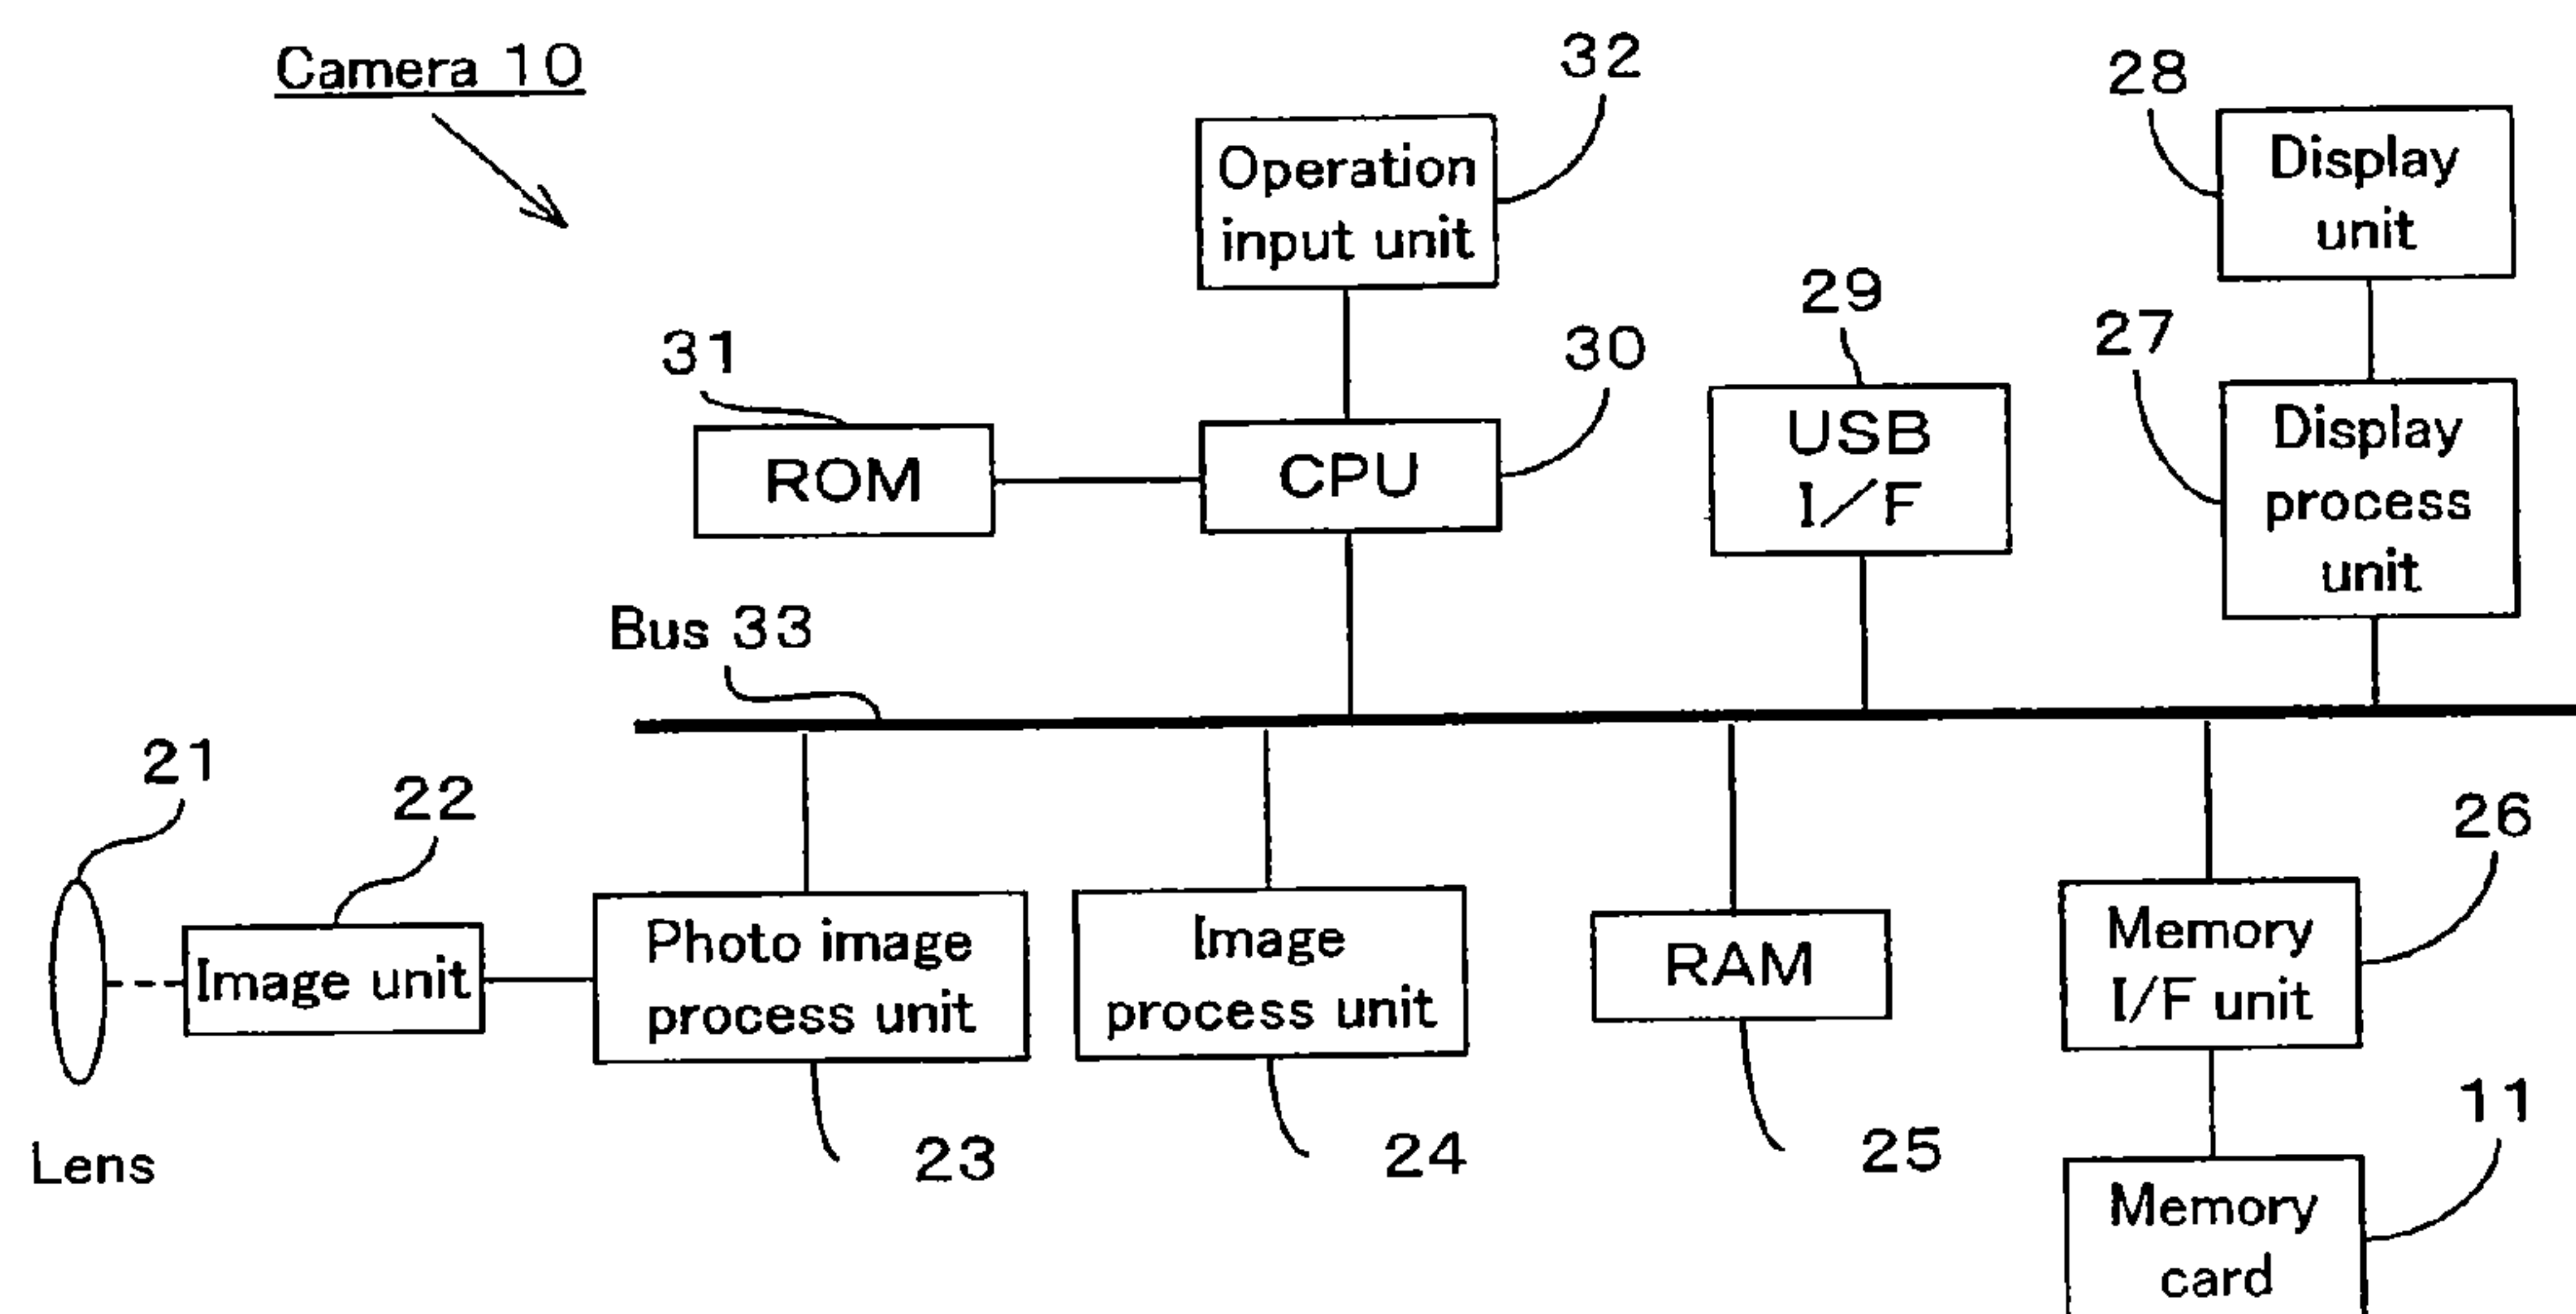 Camera 10
32
Operation
input unit
28
Display
unit
31
ROM
30
CPU
29
USB
I/F
27
Display
process
unit
Bus 33
21
Lens
22
Image unit
Photo image
process unit
23
Image
process unit
24
RAM
25
26
Memory
I/F unit
11
Memory
card